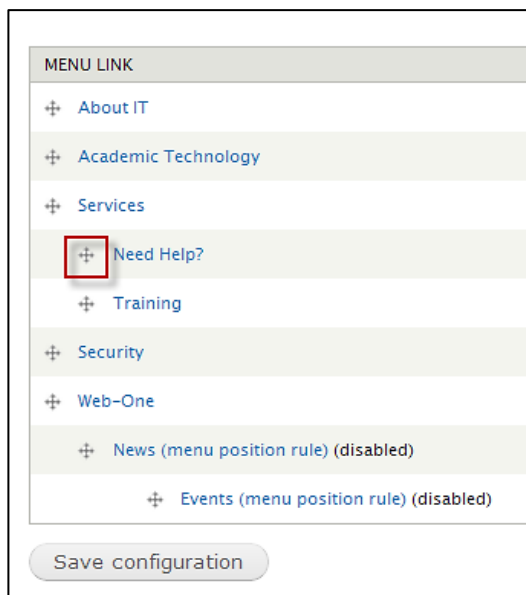 MENU LINK
About IT
Academic Technology
Services
Need Help?
Training
Security
Web-One
News (menu position rule) (disabled)
Events (menu position rule) (disabled)
Save configuration